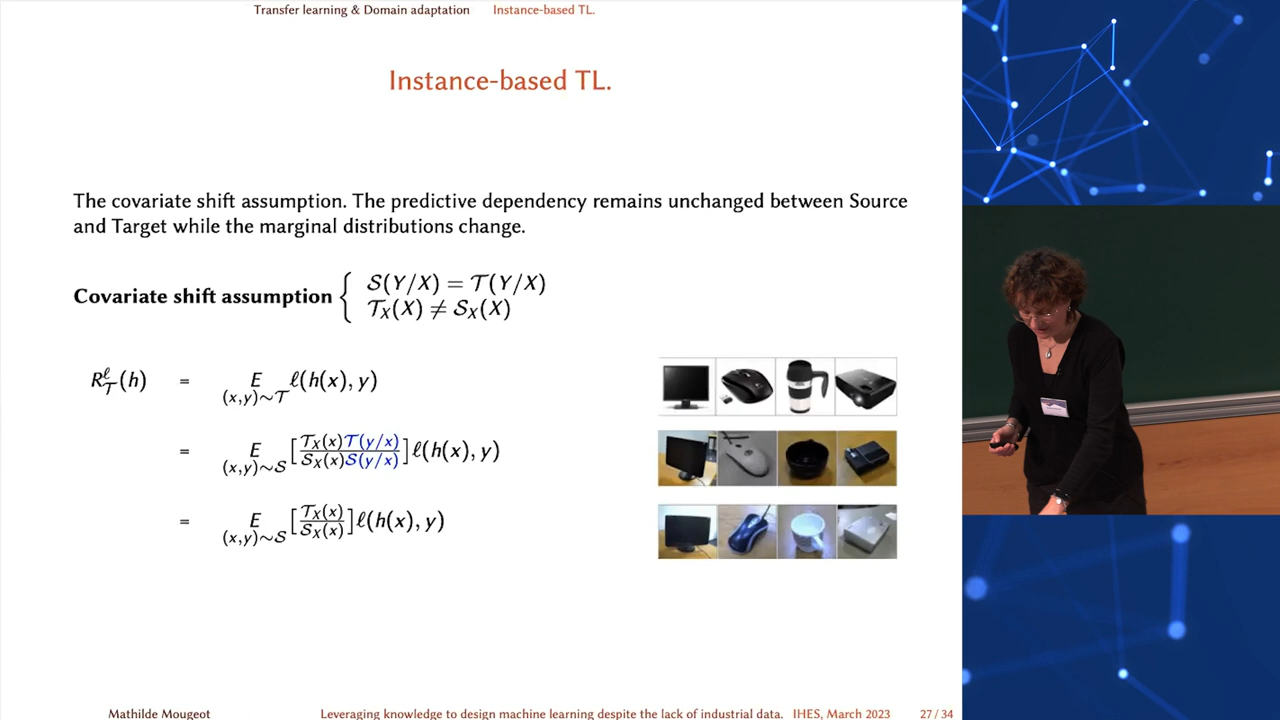 Transfer learning & Domain adaptation Instance-based TL.
Instance-based TL.
The covariate shift assumption. The predictive dependency remains unchanged between Source
and Target while the marginal distributions change.
Covariate shift assumption { S(Y/X) = T(Y/X)
T_X(X) ≠ S_X(X)
R^ℓ_T(h) = E_{(x,y)∼T} ℓ(h(x), y)
= E_{(x,y)∼S} [T_X(x)T(y/x) / S_X(x)S(y/x)] ℓ(h(x), y)
= E_{(x,y)∼S} [T_X(x) / S_X(x)] ℓ(h(x), y)
Mathilde Mougeot Leveraging knowledge to design machine learning despite the lack of industrial data. IHES, March 2023 27 / 34